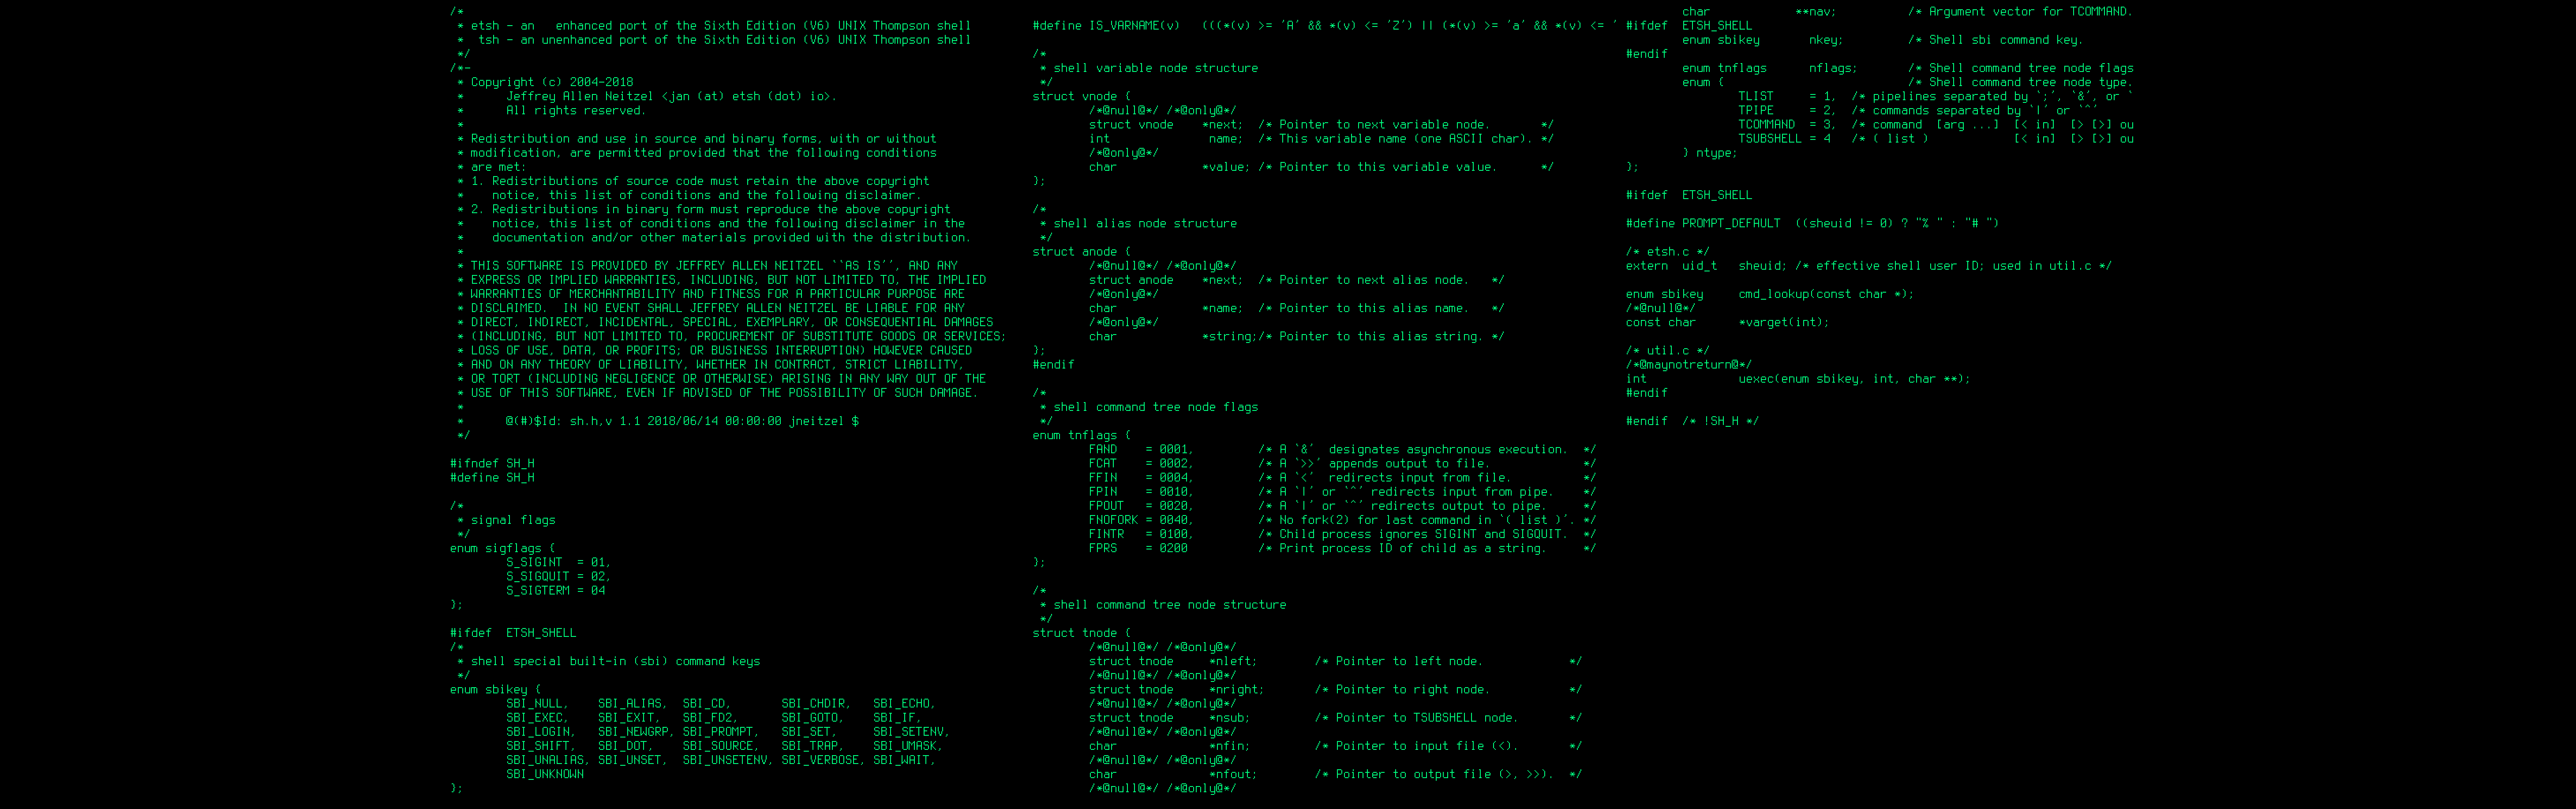 /*
 * etsh - an   enhanced port of the Sixth Edition (V6) UNIX Thompson shell
 *  tsh - an unenhanced port of the Sixth Edition (V6) UNIX Thompson shell
 */
/*-
 * Copyright (c) 2004-2018
 *      Jeffrey Allen Neitzel <jan (at) etsh (dot) io>.
 *      All rights reserved.
 *
 * Redistribution and use in source and binary forms, with or without
 * modification, are permitted provided that the following conditions
 * are met:
 * 1. Redistributions of source code must retain the above copyright
 *    notice, this list of conditions and the following disclaimer.
 * 2. Redistributions in binary form must reproduce the above copyright
 *    notice, this list of conditions and the following disclaimer in the
 *    documentation and/or other materials provided with the distribution.
 *
 * THIS SOFTWARE IS PROVIDED BY JEFFREY ALLEN NEITZEL ``AS IS'', AND ANY
 * EXPRESS OR IMPLIED WARRANTIES, INCLUDING, BUT NOT LIMITED TO, THE IMPLIED
 * WARRANTIES OF MERCHANTABILITY AND FITNESS FOR A PARTICULAR PURPOSE ARE
 * DISCLAIMED.  IN NO EVENT SHALL JEFFREY ALLEN NEITZEL BE LIABLE FOR ANY
 * DIRECT, INDIRECT, INCIDENTAL, SPECIAL, EXEMPLARY, OR CONSEQUENTIAL DAMAGES
 * (INCLUDING, BUT NOT LIMITED TO, PROCUREMENT OF SUBSTITUTE GOODS OR SERVICES;
 * LOSS OF USE, DATA, OR PROFITS; OR BUSINESS INTERRUPTION) HOWEVER CAUSED
 * AND ON ANY THEORY OF LIABILITY, WHETHER IN CONTRACT, STRICT LIABILITY,
 * OR TORT (INCLUDING NEGLIGENCE OR OTHERWISE) ARISING IN ANY WAY OUT OF THE
 * USE OF THIS SOFTWARE, EVEN IF ADVISED OF THE POSSIBILITY OF SUCH DAMAGE.
 *
 *      @(#)$Id: sh.h,v 1.1 2018/06/14 00:00:00 jneitzel $
 */

#ifndef SH_H
#define SH_H

/*
 * signal flags
 */
enum sigflags {
        S_SIGINT  = 01,
        S_SIGQUIT = 02,
        S_SIGTERM = 04
};

#ifdef  ETSH_SHELL
/*
 * shell special built-in (sbi) command keys
 */
enum sbikey {
        SBI_NULL,    SBI_ALIAS,  SBI_CD,       SBI_CHDIR,   SBI_ECHO,
        SBI_EXEC,    SBI_EXIT,   SBI_FD2,      SBI_GOTO,    SBI_IF,
        SBI_LOGIN,   SBI_NEWGRP, SBI_PROMPT,   SBI_SET,     SBI_SETENV,
        SBI_SHIFT,   SBI_DOT,    SBI_SOURCE,   SBI_TRAP,    SBI_UMASK,
        SBI_UNALIAS, SBI_UNSET,  SBI_UNSETENV, SBI_VERBOSE, SBI_WAIT,
        SBI_UNKNOWN
};

#define IS_VARNAME(v)   (((*(v) >= 'A' && *(v) <= 'Z') || (*(v) >= 'a' && *(v) <= '

/*
 * shell variable node structure
 */
struct vnode {
        /*@null@*/ /*@only@*/
        struct vnode    *next;  /* Pointer to next variable node.       */
        int              name;  /* This variable name (one ASCII char). */
        /*@only@*/
        char            *value; /* Pointer to this variable value.      */
};

/*
 * shell alias node structure
 */
struct anode {
        /*@null@*/ /*@only@*/
        struct anode    *next;  /* Pointer to next alias node.   */
        /*@only@*/
        char            *name;  /* Pointer to this alias name.   */
        /*@only@*/
        char            *string;/* Pointer to this alias string. */
};
#endif

/*
 * shell command tree node flags
 */
enum tnflags {
        FAND    = 0001,         /* A `&'  designates asynchronous execution.  */
        FCAT    = 0002,         /* A `>>' appends output to file.             */
        FFIN    = 0004,         /* A `<'  redirects input from file.          */
        FPIN    = 0010,         /* A `|' or `^' redirects input from pipe.    */
        FPOUT   = 0020,         /* A `|' or `^' redirects output to pipe.     */
        FNOFORK = 0040,         /* No fork(2) for last command in `( list )'. */
        FINTR   = 0100,         /* Child process ignores SIGINT and SIGQUIT.  */
        FPRS    = 0200          /* Print process ID of child as a string.     */
};

/*
 * shell command tree node structure
 */
struct tnode {
        /*@null@*/ /*@only@*/
        struct tnode     *nleft;        /* Pointer to left node.            */
        /*@null@*/ /*@only@*/
        struct tnode     *nright;       /* Pointer to right node.           */
        /*@null@*/ /*@only@*/
        struct tnode     *nsub;         /* Pointer to TSUBSHELL node.       */
        /*@null@*/ /*@only@*/
        char             *nfin;         /* Pointer to input file (<).       */
        /*@null@*/ /*@only@*/
        char             *nfout;        /* Pointer to output file (>, >>).  */
        /*@null@*/ /*@only@*/
        char            **nav;          /* Argument vector for TCOMMAND.
#ifdef  ETSH_SHELL
        enum sbikey       nkey;         /* Shell sbi command key.
#endif
        enum tnflags      nflags;       /* Shell command tree node flags
        enum {                          /* Shell command tree node type.
                TLIST     = 1,  /* pipelines separated by `;', `&', or `
                TPIPE     = 2,  /* commands separated by `|' or `^'
                TCOMMAND  = 3,  /* command  [arg ...]  [< in]  [> [>] ou
                TSUBSHELL = 4   /* ( list )            [< in]  [> [>] ou
        } ntype;
};

#ifdef  ETSH_SHELL

#define PROMPT_DEFAULT  ((sheuid != 0) ? "% " : "# ")

/* etsh.c */
extern  uid_t   sheuid; /* effective shell user ID; used in util.c */

enum sbikey     cmd_lookup(const char *);
/*@null@*/
const char      *varget(int);

/* util.c */
/*@maynotreturn@*/
int             uexec(enum sbikey, int, char **);
#endif

#endif  /* !SH_H */